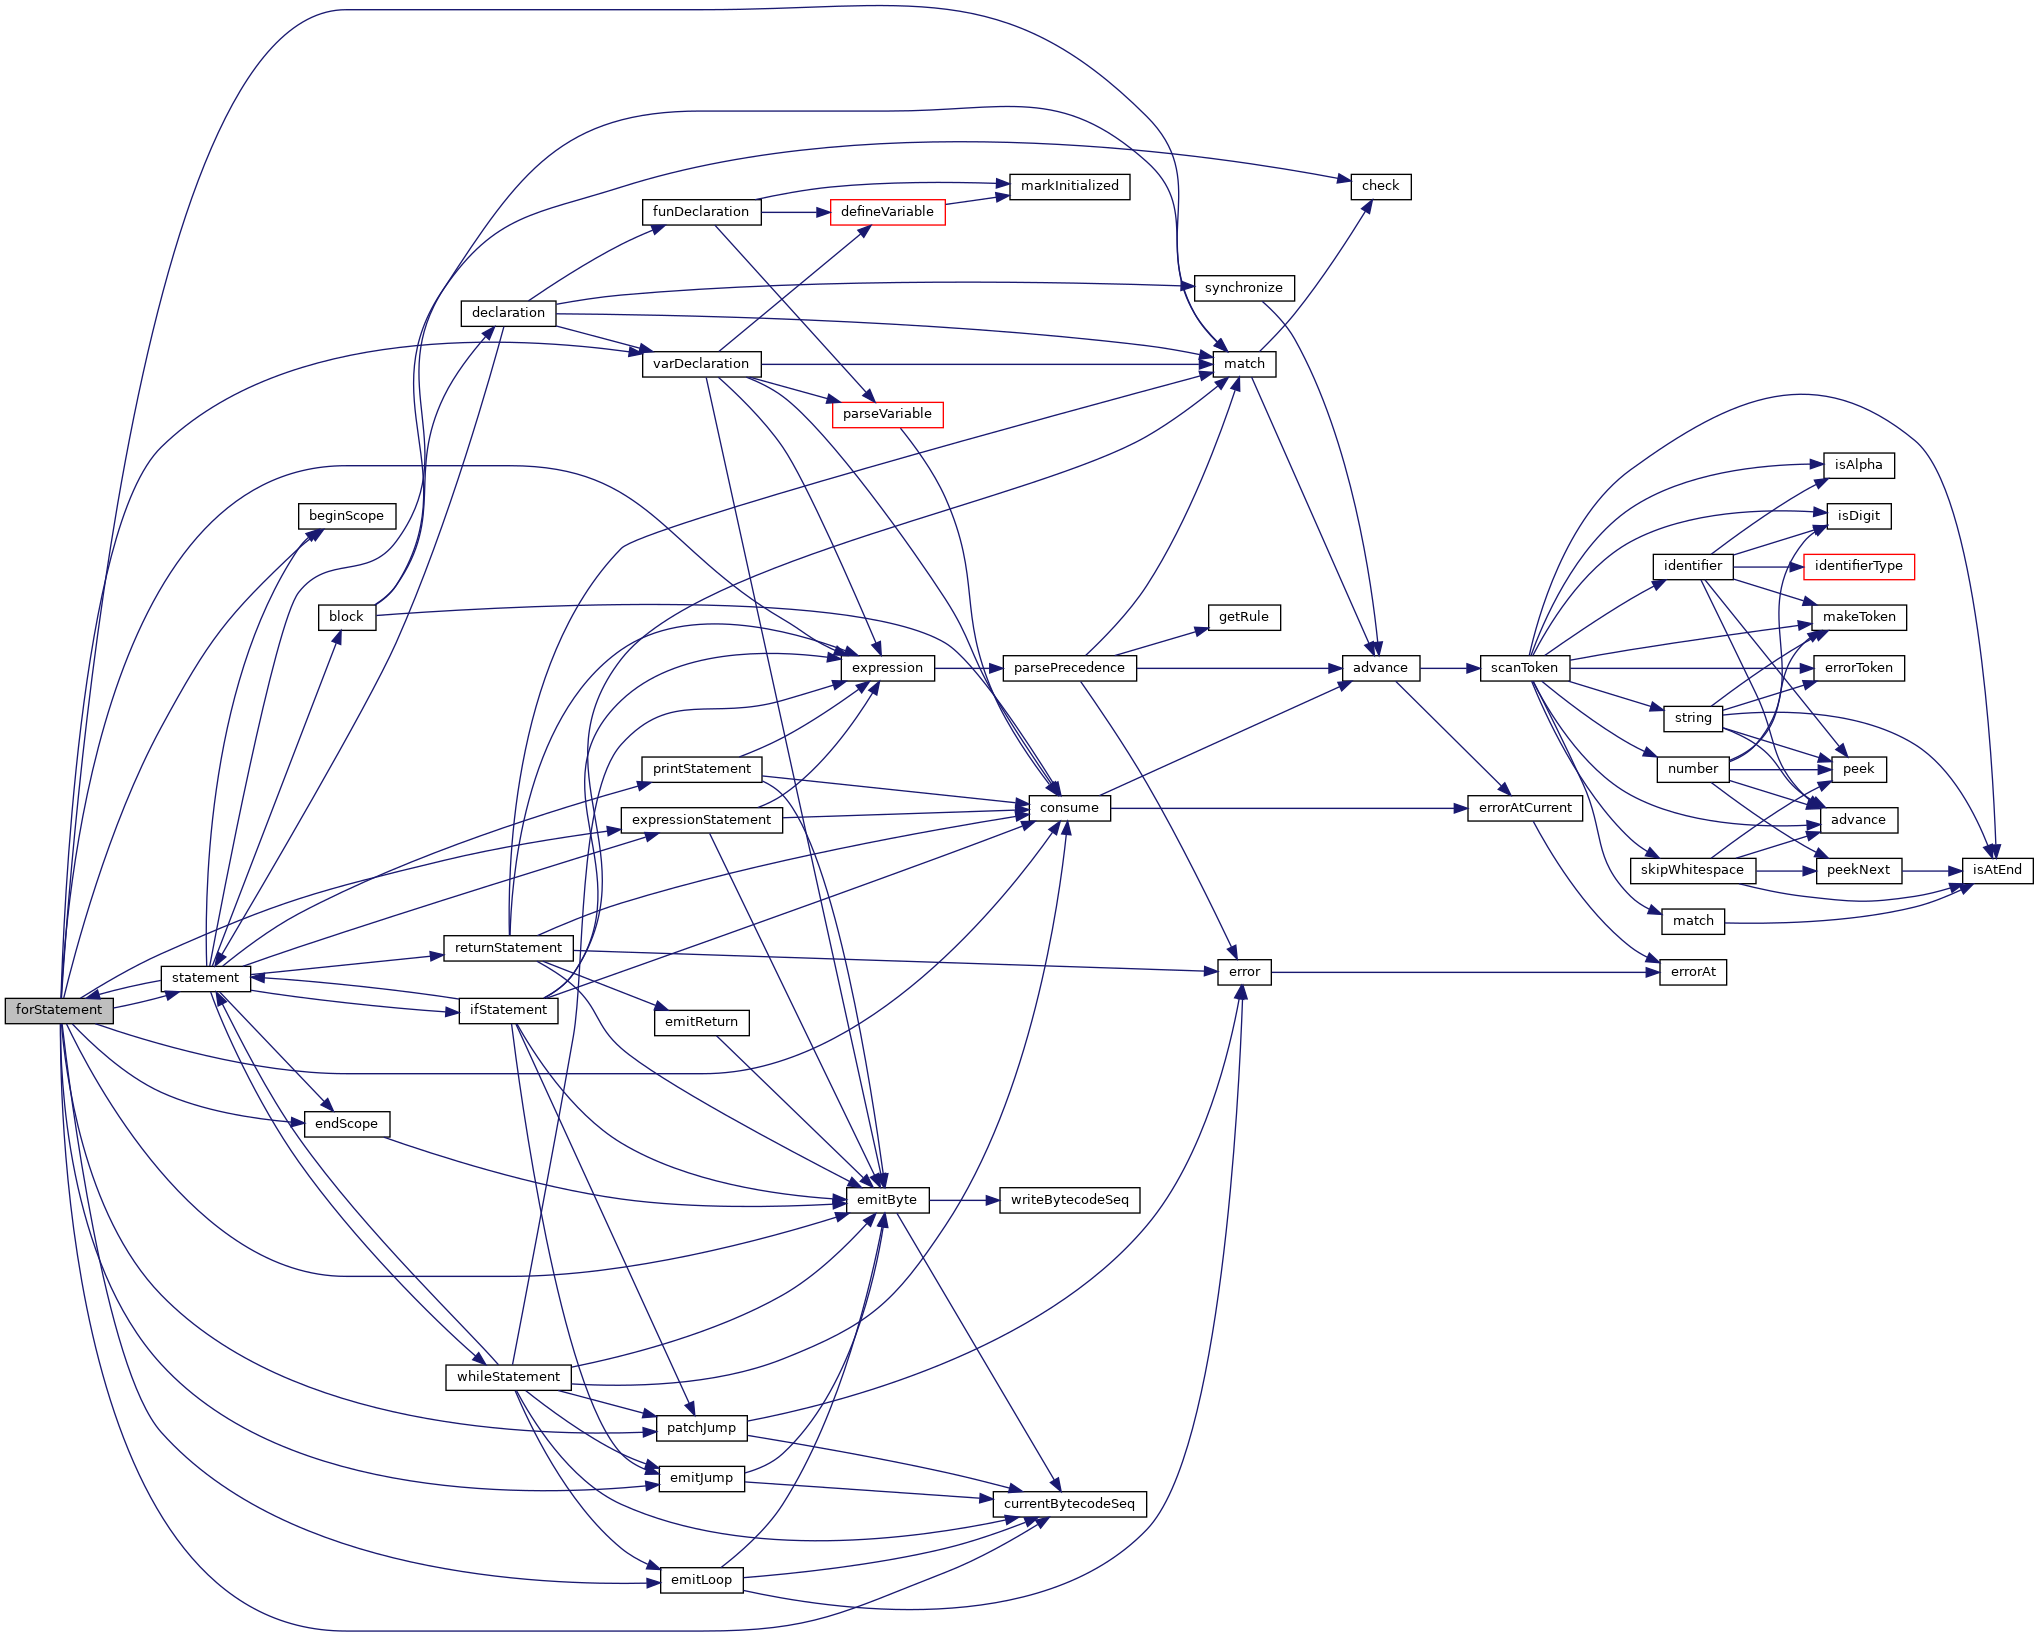 forStatement
statement
beginScope
block
endScope
declaration
returnStatement
ifStatement
whileStatement
funDeclaration
varDeclaration
printStatement
expressionStatement
emitReturn
patchJump
emitJump
emitLoop
defineVariable
parseVariable
expression
emitByte
markInitialized
parsePrecedence
consume
writeBytecodeSeq
currentBytecodeSeq
synchronize
match
getRule
error
check
advance
scanToken
errorAtCurrent
identifier
string
number
skipWhitespace
match
errorAt
isAlpha
isDigit
identifierType
makeToken
errorToken
peek
advance
peekNext
isAtEnd